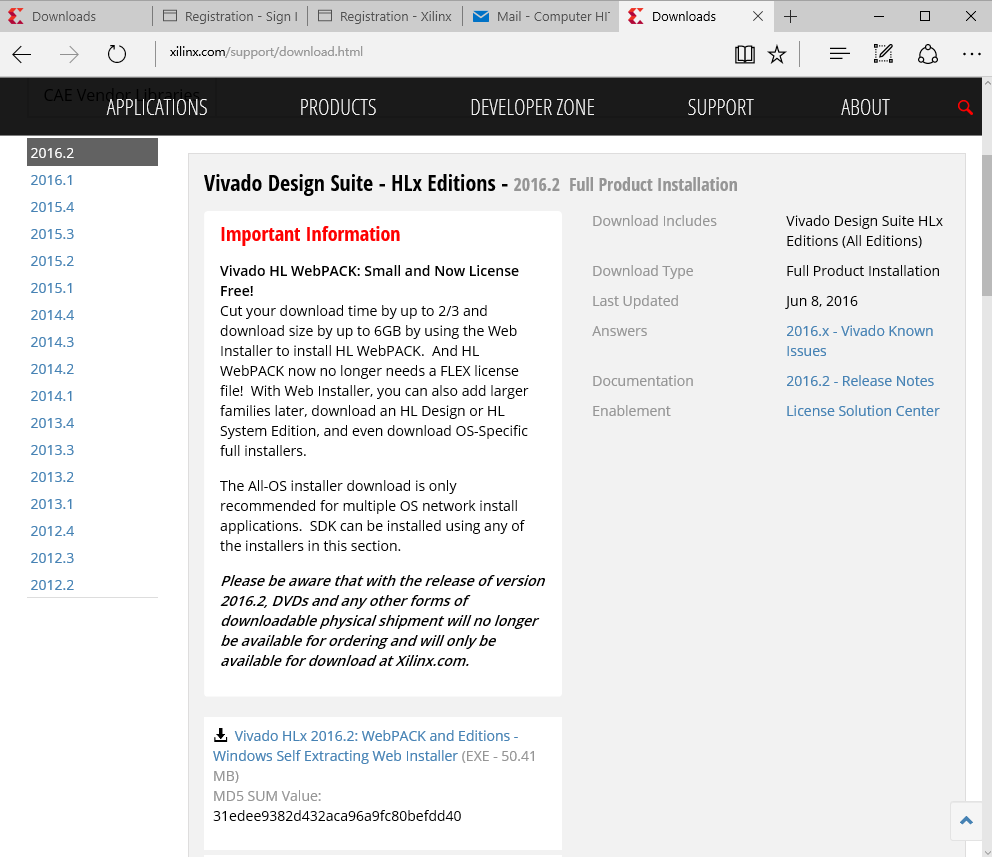 Downloads
Registration - Sign I
Registration - Xilinx
Mail - Computer HI
Downloads
xilinx.com/support/download.html
CAE Vendor Libraries
APPLICATIONS PRODUCTS DEVELOPER ZONE SUPPORT ABOUT
2016.2
2016.1
2015.4
2015.3
2015.2
2015.1
2014.4
2014.3
2014.2
2014.1
2013.4
2013.3
2013.2
2013.1
2012.4
2012.3
2012.2
Vivado Design Suite - HLx Editions - 2016.2 Full Product Installation
Important Information
Vivado HL WebPACK: Small and Now License
Free!
Cut your download time by up to 2/3 and
download size by up to 6GB by using the Web
Installer to install HL WebPACK. And HL
WebPACK now no longer needs a FLEX license
file! With Web Installer, you can also add larger
families later, download an HL Design or HL
System Edition, and even download OS-Specific
full installers.
The All-OS installer download is only
recommended for multiple OS network install
applications. SDK can be installed using any of
the installers in this section.
Please be aware that with the release of version
2016.2, DVDs and any other forms of
downloadable physical shipment will no longer
be available for ordering and will only be
available for download at Xilinx.com.
Vivado HLx 2016.2: WebPACK and Editions -
Windows Self Extracting Web Installer (EXE - 50.41
MB)
MD5 SUM Value:
31edee9382d432aca96a9fc80befdd40
Download Includes Vivado Design Suite HLx
Editions (All Editions)
Download Type Full Product Installation
Last Updated Jun 8, 2016
Answers 2016.x - Vivado Known
Issues
Documentation 2016.2 - Release Notes
Enablement License Solution Center